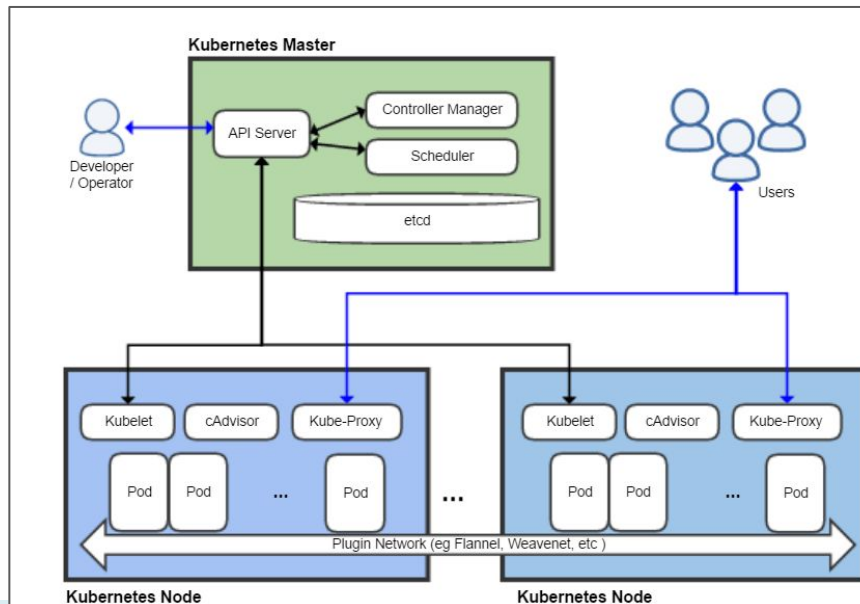 Kubernetes Master
API Server
Controller Manager
Scheduler
etcd
Developer
/ Operator
Users
Kubelet
cAdvisor
Kube-Proxy
Pod
Pod
...
Pod
...
Kubelet
cAdvisor
Kube-Proxy
Pod
Pod
...
Pod
Plugin Network (eg Flannel, Weavenet, etc )
Kubernetes Node
Kubernetes Node